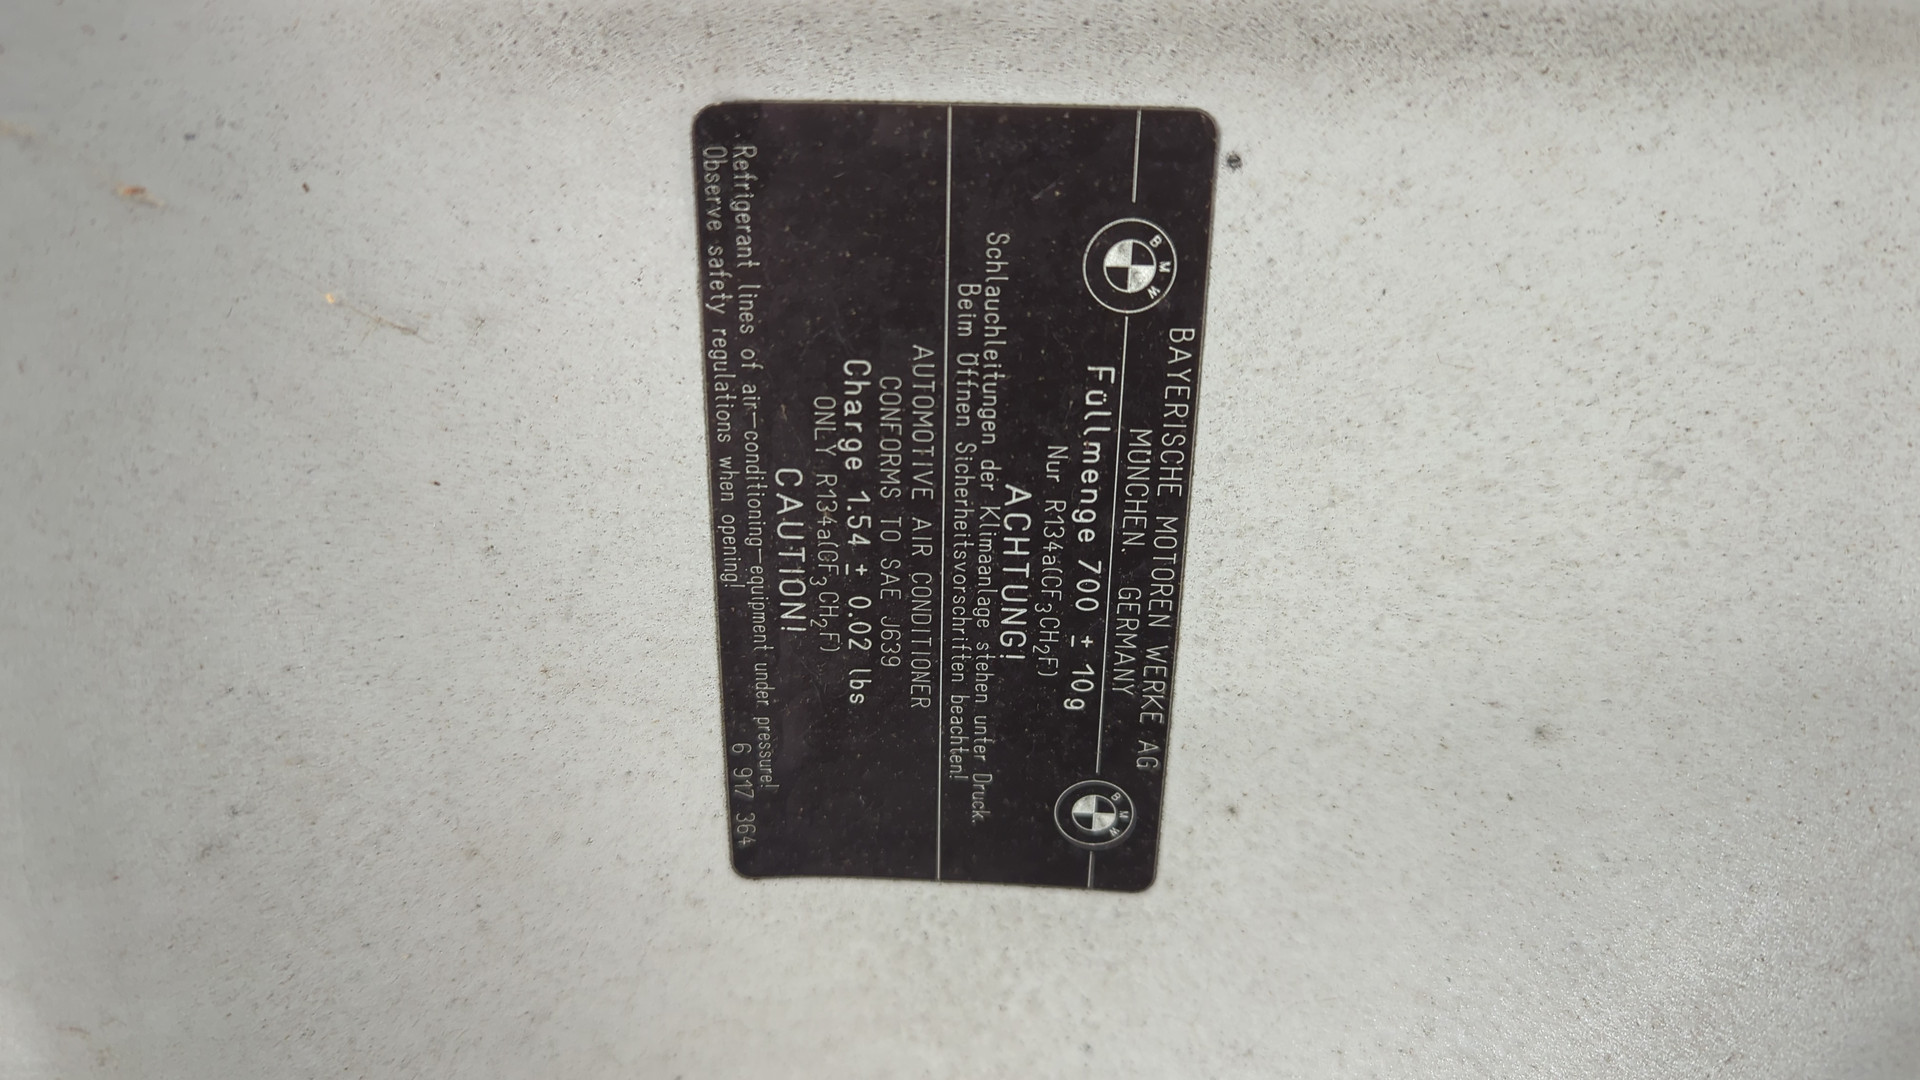 BMW
BMW
BAYERISCHE MOTOREN WERKE AG
MÜNCHEN. GERMANY
Füllmenge 700 ± 10g
Nur R134a(CF3CH2F)
ACHTUNG!
Schlauchleitungen der Klimaanlage stehen unter Druck.
Beim Öffnen Sicherheitsvorschriften beachten!
AUTOMOTIVE AIR CONDITIONER
CONFORMS TO SAE J639
Charge 1.54 ± 0.02 lbs
ONLY R134a(CF3CH2F)
CAUTION!
Refrigerant lines of air-conditioning-equipment under pressure!
Observe safety regulations when opening!
6 917 364